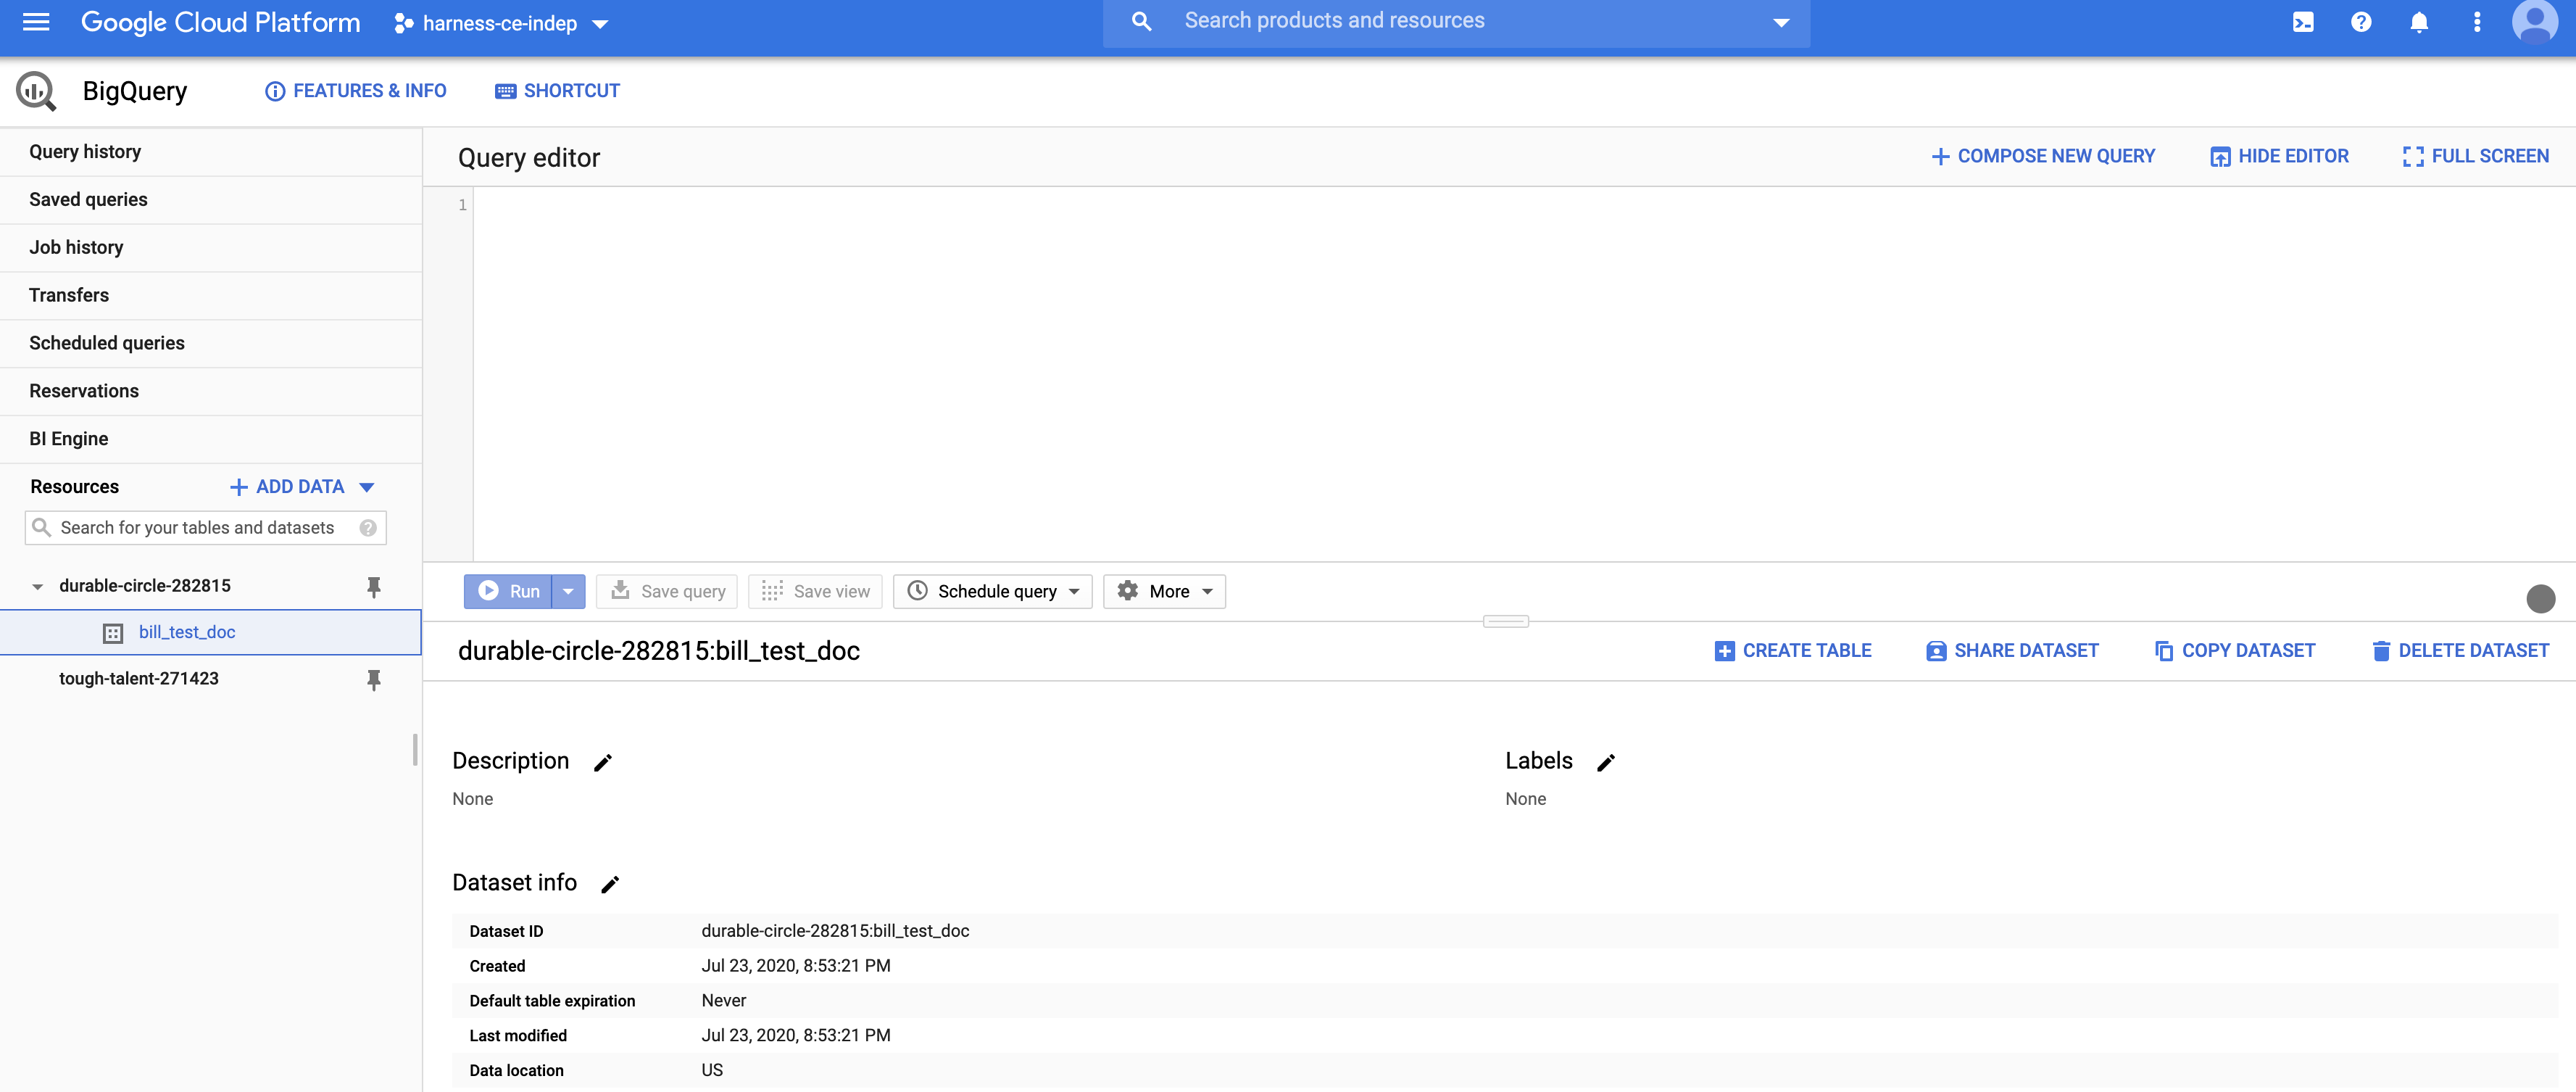 Google Cloud Platform harness-ce-indep Search products and resources
BigQuery FEATURES & INFO SHORTCUT
Query history
Saved queries
Job history
Transfers
Scheduled queries
Reservations
BI Engine
Resources + ADD DATA
Search for your tables and datasets
durable-circle-282815
bill_test_doc
tough-talent-271423
Query editor + COMPOSE NEW QUERY HIDE EDITOR FULL SCREEN
1
Run Save query Save view Schedule query More
durable-circle-282815:bill_test_doc CREATE TABLE SHARE DATASET COPY DATASET DELETE DATASET
Description Labels
None None
Dataset info
Dataset ID durable-circle-282815:bill_test_doc
Created Jul 23, 2020, 8:53:21 PM
Default table expiration Never
Last modified Jul 23, 2020, 8:53:21 PM
Data location US